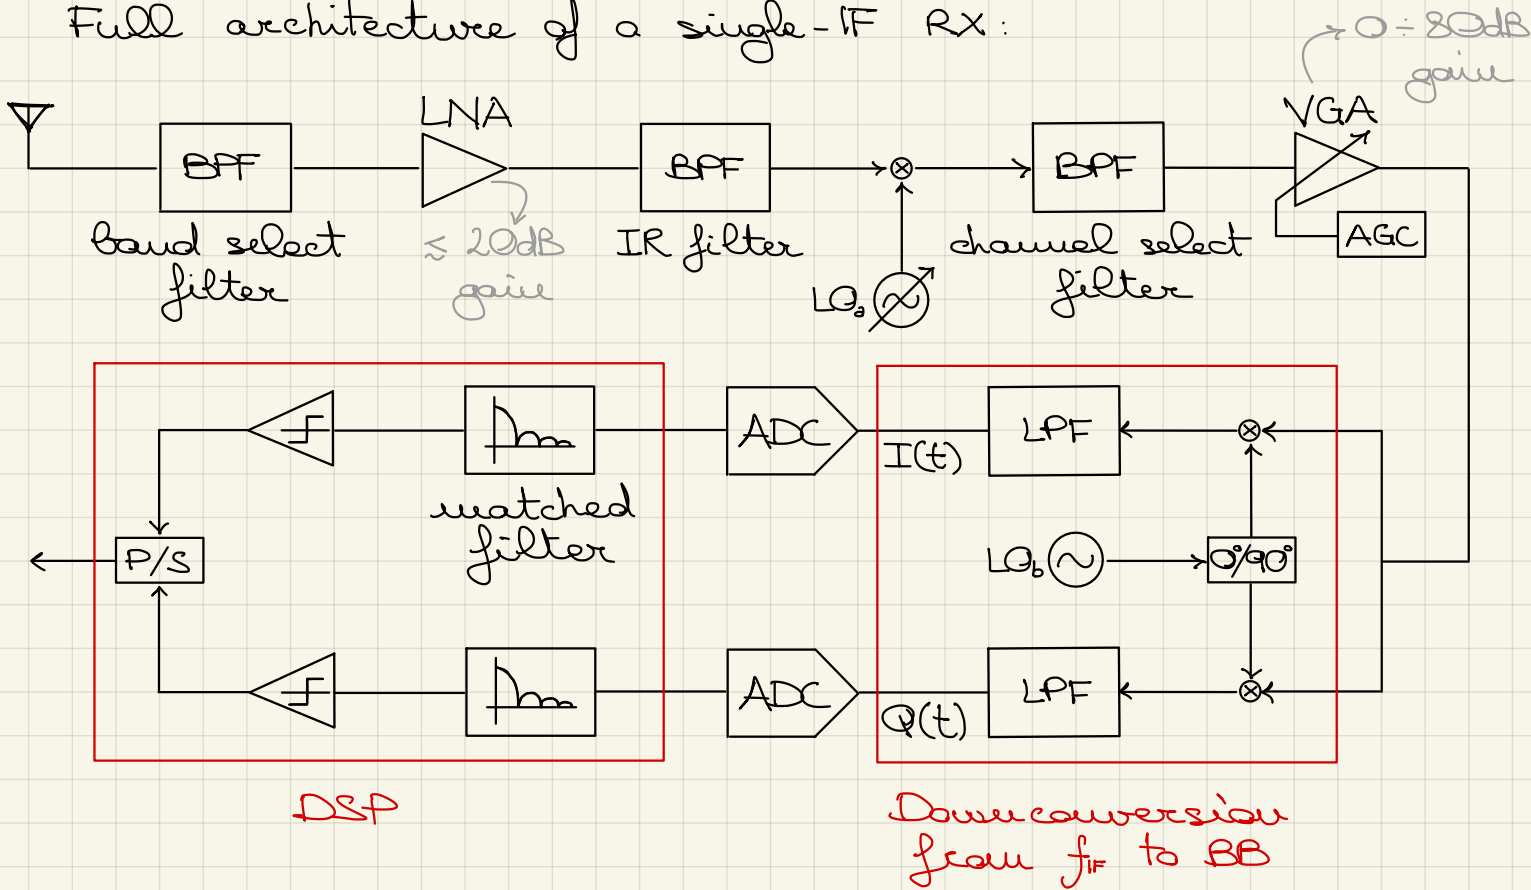 Full architecture of a single-IF RX:
0 ÷ 80dB
gain
LNA
VGA
BPF
BPF
BPF
band select
filter
≲ 20dB
gain
IR filter
channel select
filter
AGC
LOa
ADC
I(t)
LPF
matched
filter
P/S
LOb
0°/90°
ADC
Q(t)
LPF
DSP
Downconversion
from fIF to BB